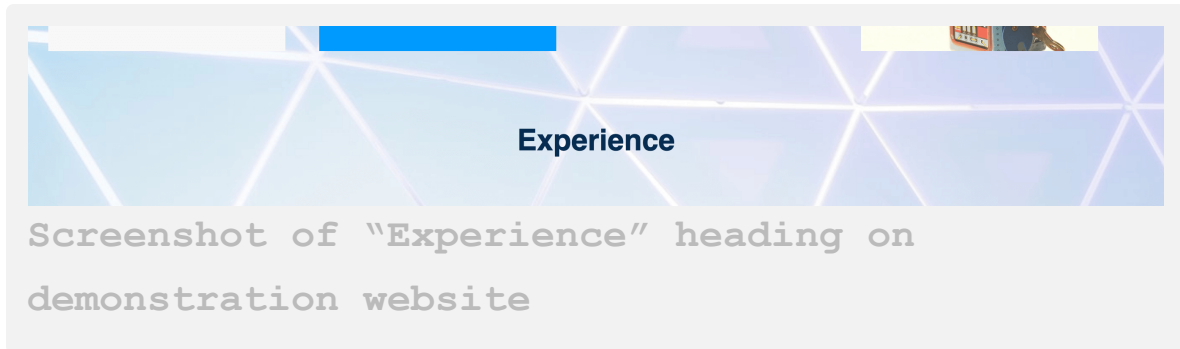 Experience
Screenshot of “Experience” heading on
demonstration website